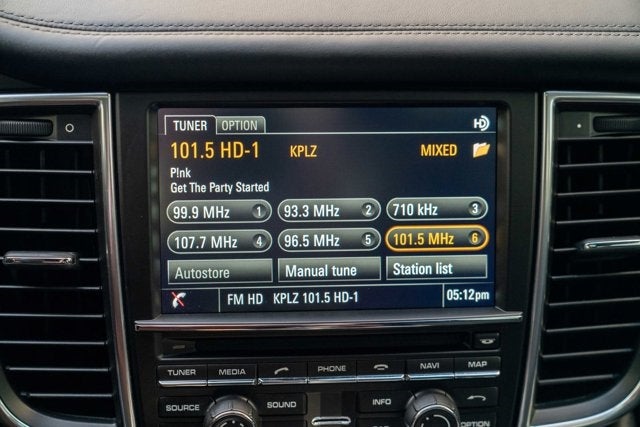 TUNER OPTION HD
101.5 HD-1 KPLZ MIXED
P!nk
Get The Party Started
99.9 MHz 1 93.3 MHz 2 710 kHz 3
107.7 MHz 4 96.5 MHz 5 101.5 MHz 6
Autostore Manual tune Station list
FM HD KPLZ 101.5 HD-1 05:12pm
TUNER MEDIA PHONE NAVI MAP
SOURCE SOUND INFO
OPTION